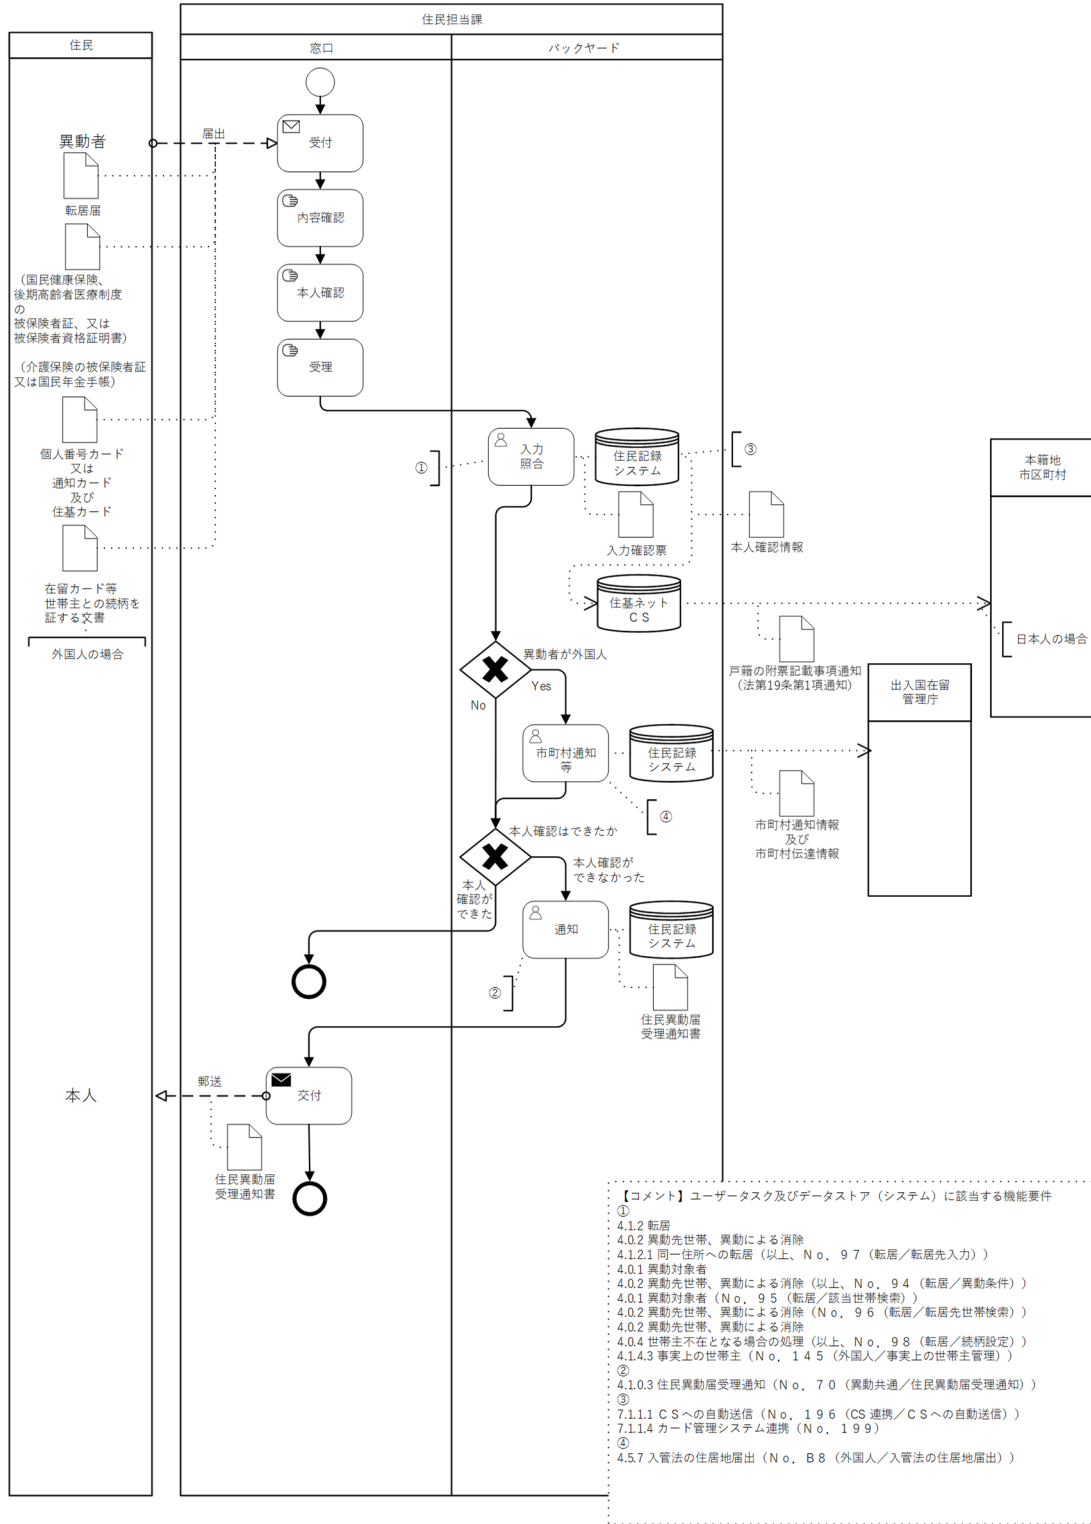 住民担当課
住民
窓口
バックヤード
異動者
届出
受付
転居届
内容確認
（国民健康保険、
後期高齢者医療制度
の
被保険者証、又は
被保険者資格証明書）
本人確認
（介護保険の被保険者証
又は国民年金手帳）
受理
個人番号カード
又は
通知カード
及び
住基カード
①
入力
照合
住民記録
システム
③
本籍地
市区町村
入力確認票
本人確認情報
在留カード等
世帯主との続柄を
証する文書
外国人の場合
住基ネット
ＣＳ
戸籍の附票記載事項通知
（法第19条第1項通知）
日本人の場合
異動者が外国人
Yes
No
出入国在留
管理庁
市町村通知
等
住民記録
システム
④
市町村通知情報
及び
市町村伝達情報
本人確認はできたか
本人確認が
できなかった
本人
確認が
できた
通知
住民記録
システム
②
住民異動届
受理通知書
本人
郵送
交付
住民異動届
受理通知書
【コメント】ユーザータスク及びデータストア（システム）に該当する機能要件
①
4.1.2 転居
4.0.2 異動先世帯、異動による消除
4.1.2.1 同一住所への転居（以上、Ｎｏ．９７（転居／転居先入力））
4.0.1 異動対象者
4.0.2 異動先世帯、異動による消除（以上、Ｎｏ．９４（転居／異動条件））
4.0.1 異動対象者（Ｎｏ．９５（転居／該当世帯検索））
4.0.2 異動先世帯、異動による消除（Ｎｏ．９６（転居／転居先世帯検索））
4.0.2 異動先世帯、異動による消除
4.0.4 世帯主不在となる場合の処理（以上、Ｎｏ．９８（転居／続柄設定））
4.1.4.3 事実上の世帯主（Ｎｏ．１４５（外国人／事実上の世帯主管理））
②
4.1.0.3 住民異動届受理通知（Ｎｏ．７０（異動共通／住民異動届受理通知））
③
7.1.1.1 ＣＳへの自動送信（Ｎｏ．１９６（CS 連携／ＣＳへの自動送信））
7.1.1.4 カード管理システム連携（Ｎｏ．１９９）
④
4.5.7 入管法の住居地届出（Ｎｏ．Ｂ８（外国人／入管法の住居地届出））